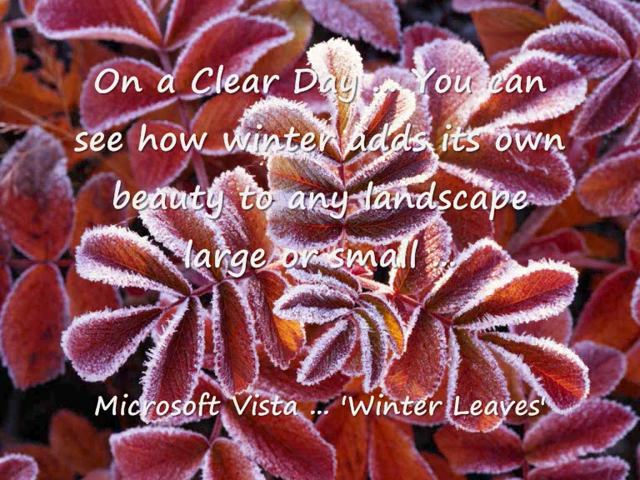 On a Clear Day ... You can
see how winter adds its own
beauty to any landscape
large or small ...
Microsoft Vista ... 'Winter Leaves'